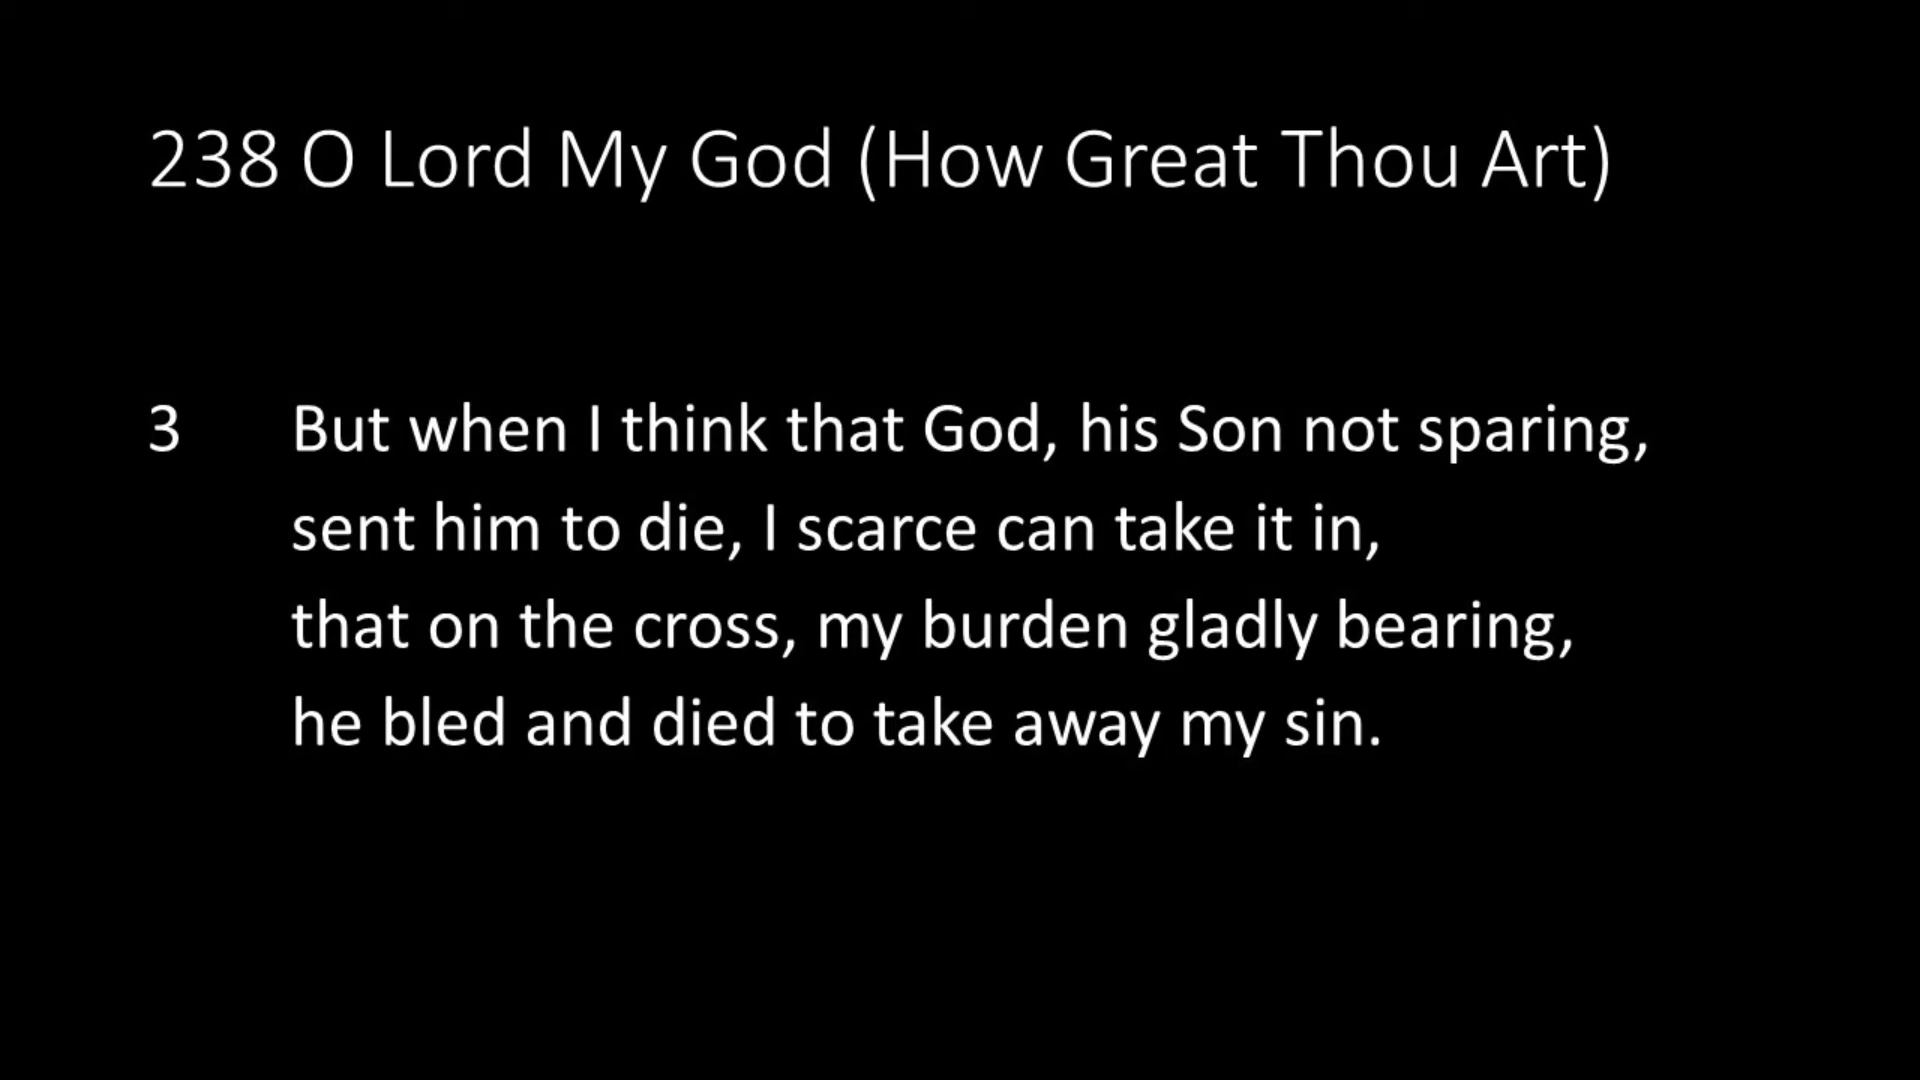 238 O Lord My God (How Great Thou Art)
3 But when I think that God, his Son not sparing,
sent him to die, I scarce can take it in,
that on the cross, my burden gladly bearing,
he bled and died to take away my sin.